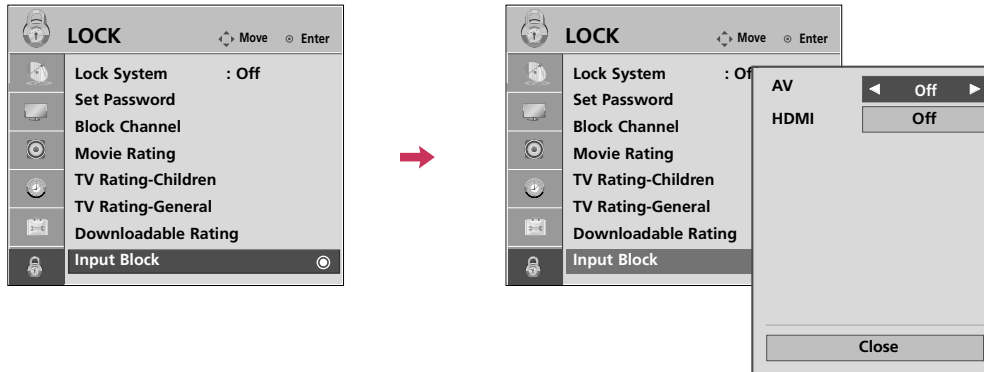 LOCK Move Enter
Lock System : Off
Set Password
Block Channel
Movie Rating
TV Rating-Children
TV Rating-General
Downloadable Rating
Input Block
LOCK Move Enter
Lock System : Of
Set Password
Block Channel
Movie Rating
TV Rating-Children
TV Rating-General
Downloadable Rating
Input Block
AV Off
HDMI Off
Close